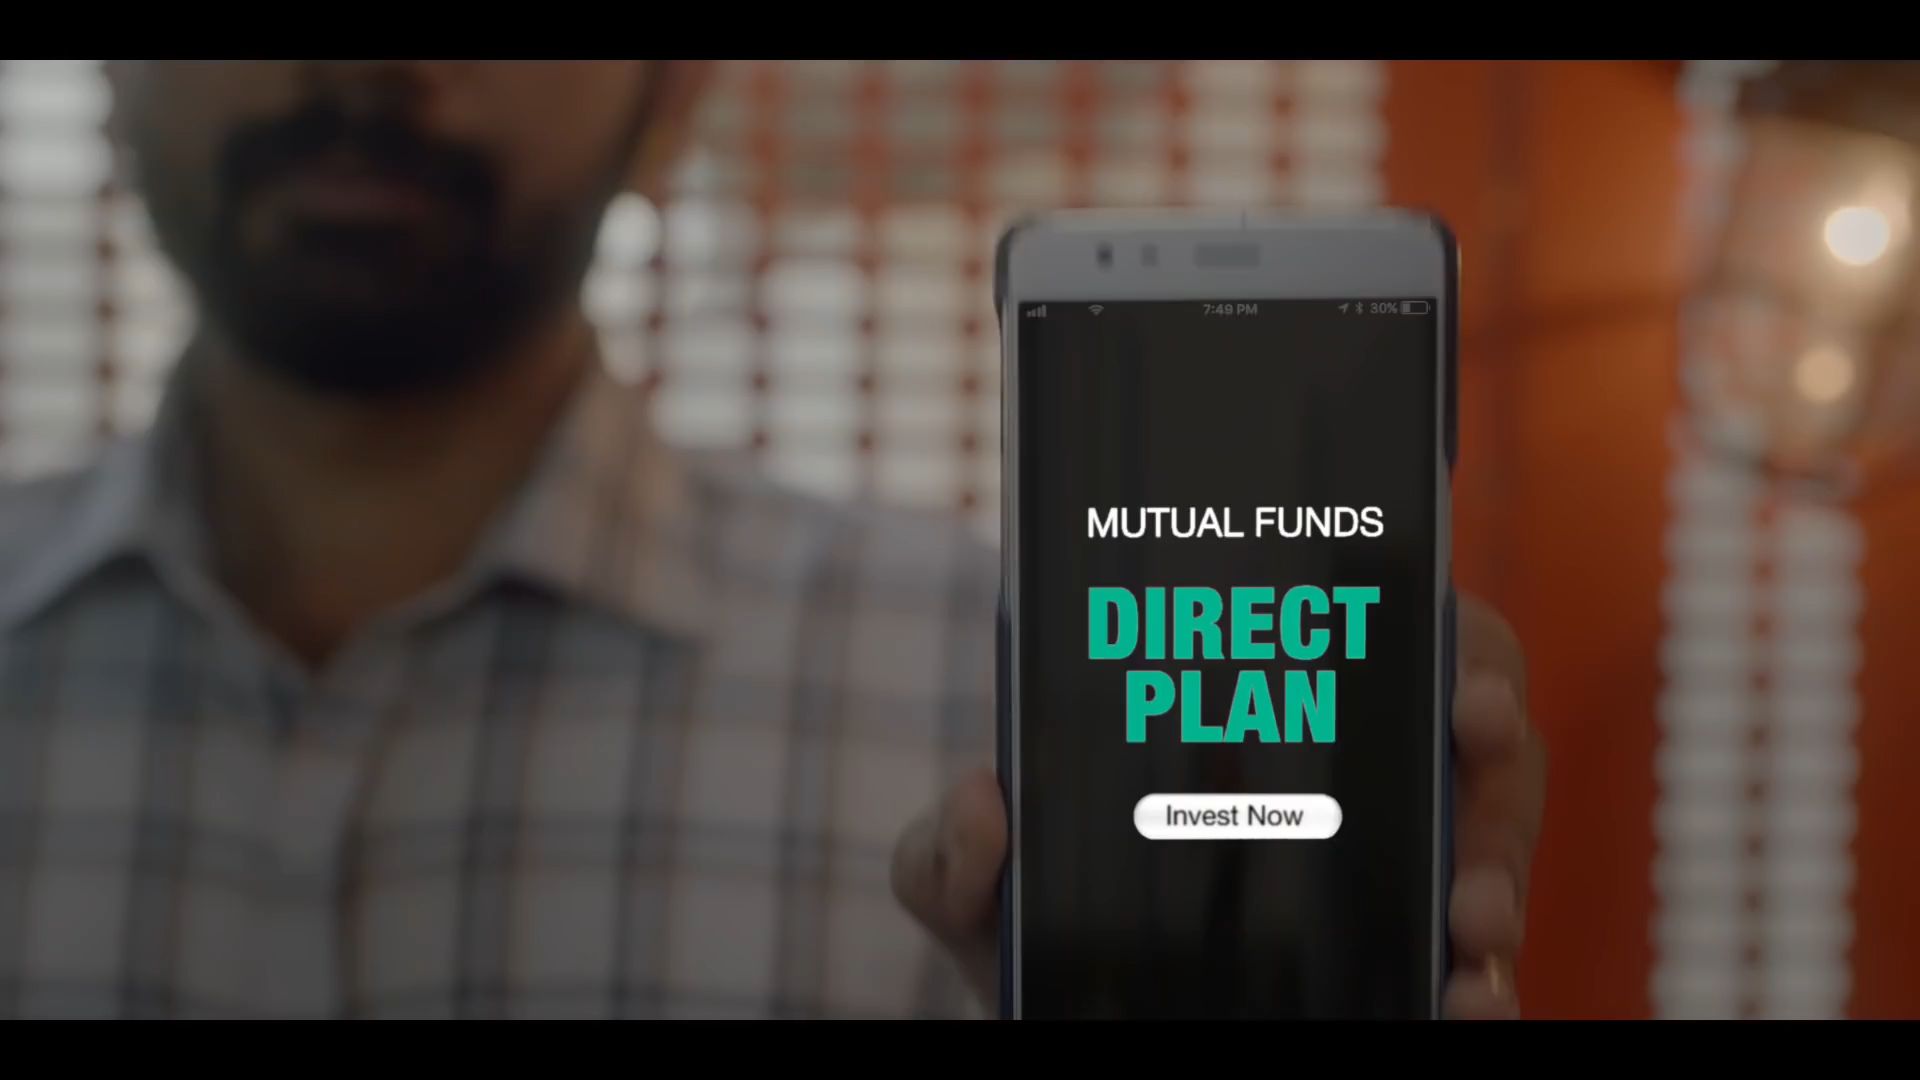 7:49 PM 30%
MUTUAL FUNDS
DIRECT
PLAN
Invest Now